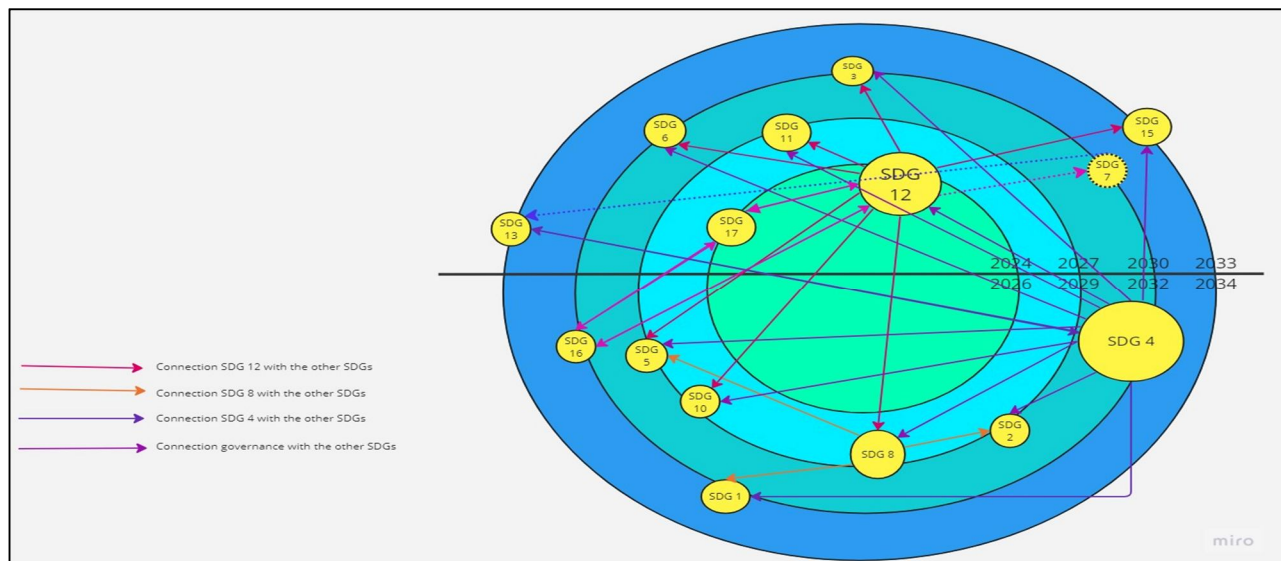 SDG
3
SDG
6
SDG
11
SDG
15
SDG
7
SDG
12
SDG
13
SDG
17
2024 2027 2030 2033
2026 2029 2032 2034
SDG 4
SDG
16
SDG
5
SDG
10
SDG
2
SDG 8
SDG 1
Connection SDG 12 with the other SDGs
Connection SDG 8 with the other SDGs
Connection SDG 4 with the other SDGs
Connection governance with the other SDGs
miro